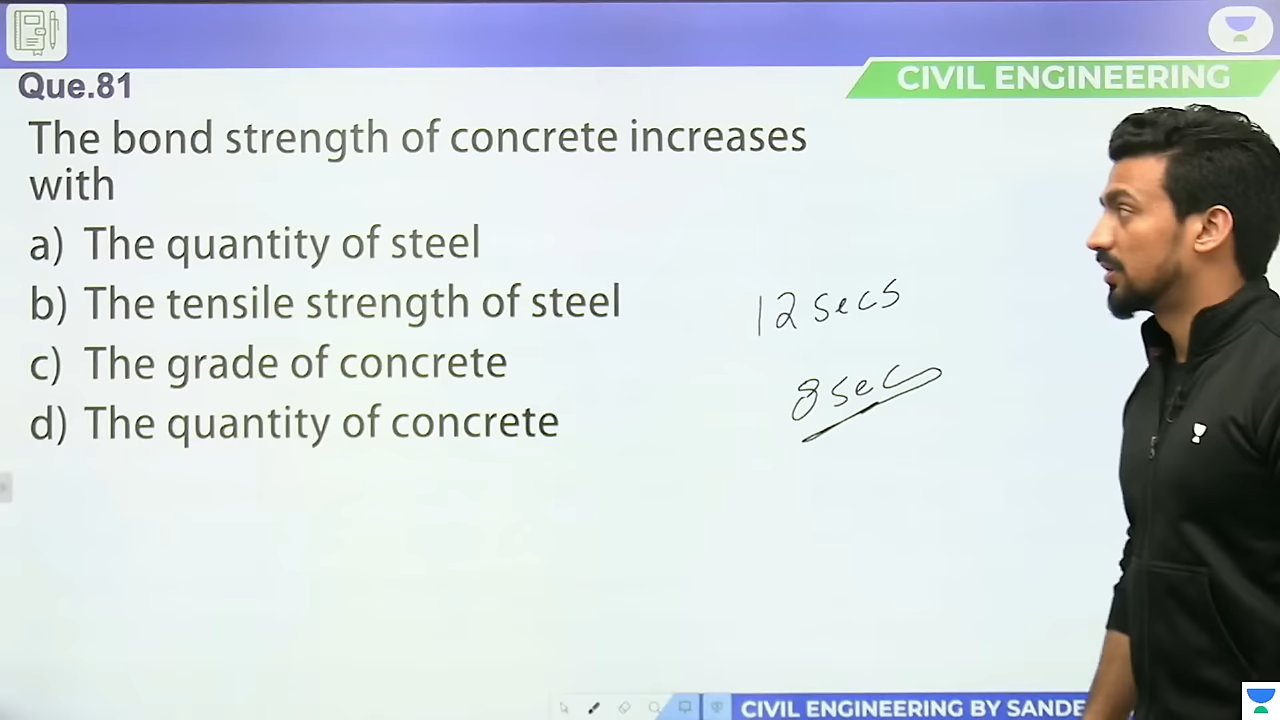 Que.81
CIVIL ENGINEERING
The bond strength of concrete increases
with
a) The quantity of steel
b) The tensile strength of steel
c) The grade of concrete
d) The quantity of concrete
12 secs
8 sec
CIVIL ENGINEERING BY SANDE